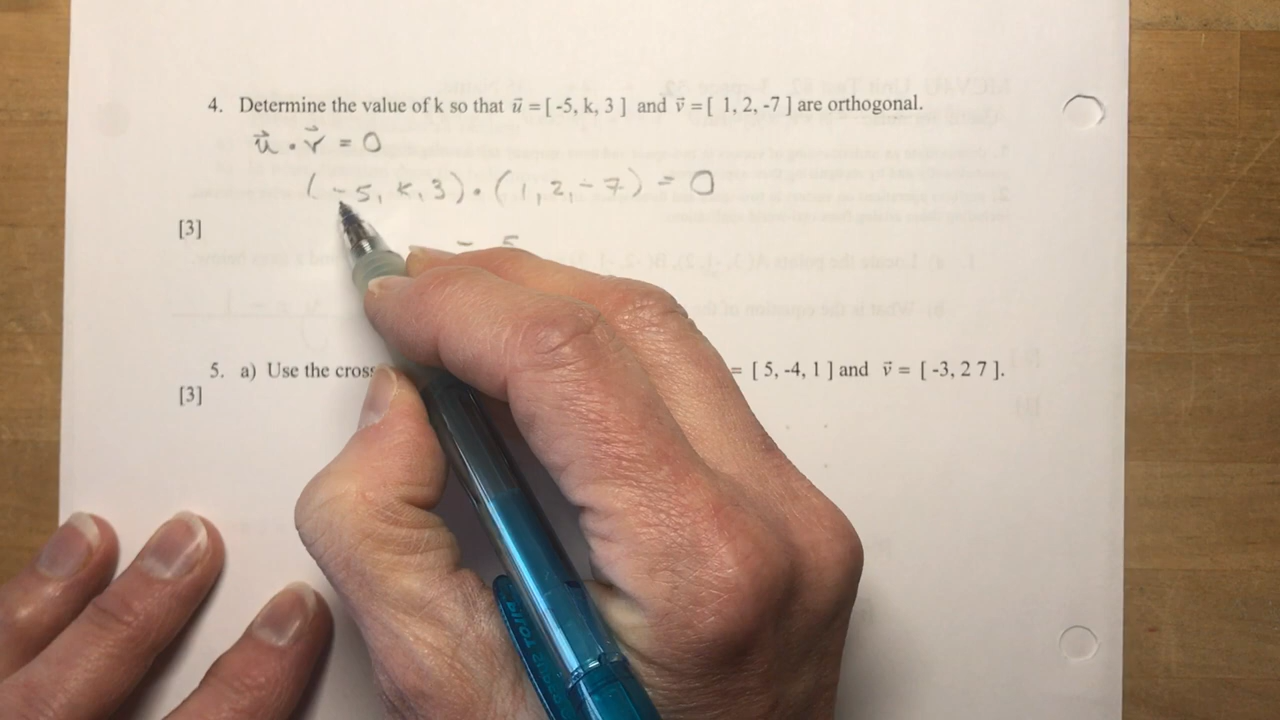 4. Determine the value of k so that u⃗ = [ -5, k, 3 ] and v⃗ = [ 1, 2, -7 ] are orthogonal.
u⃗ · v⃗ = 0
(-5, k, 3) · (1, 2, -7) = 0
[3]
- 5
5. a) Use the cross = [ 5, -4, 1 ] and v⃗ = [ -3, 2 7 ].
[3]